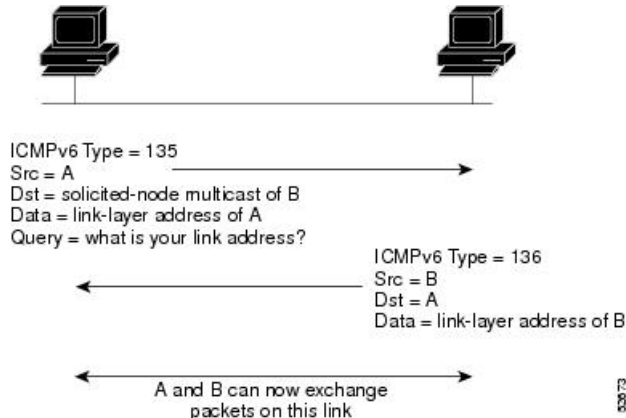 ICMPv6 Type = 135
Src = A
Dst = solicited-node multicast of B
Data = link-layer address of A
Query = what is your link address?
ICMPv6 Type = 136
Src = B
Dst = A
Data = link-layer address of B
A and B can now exchange
packets on this link